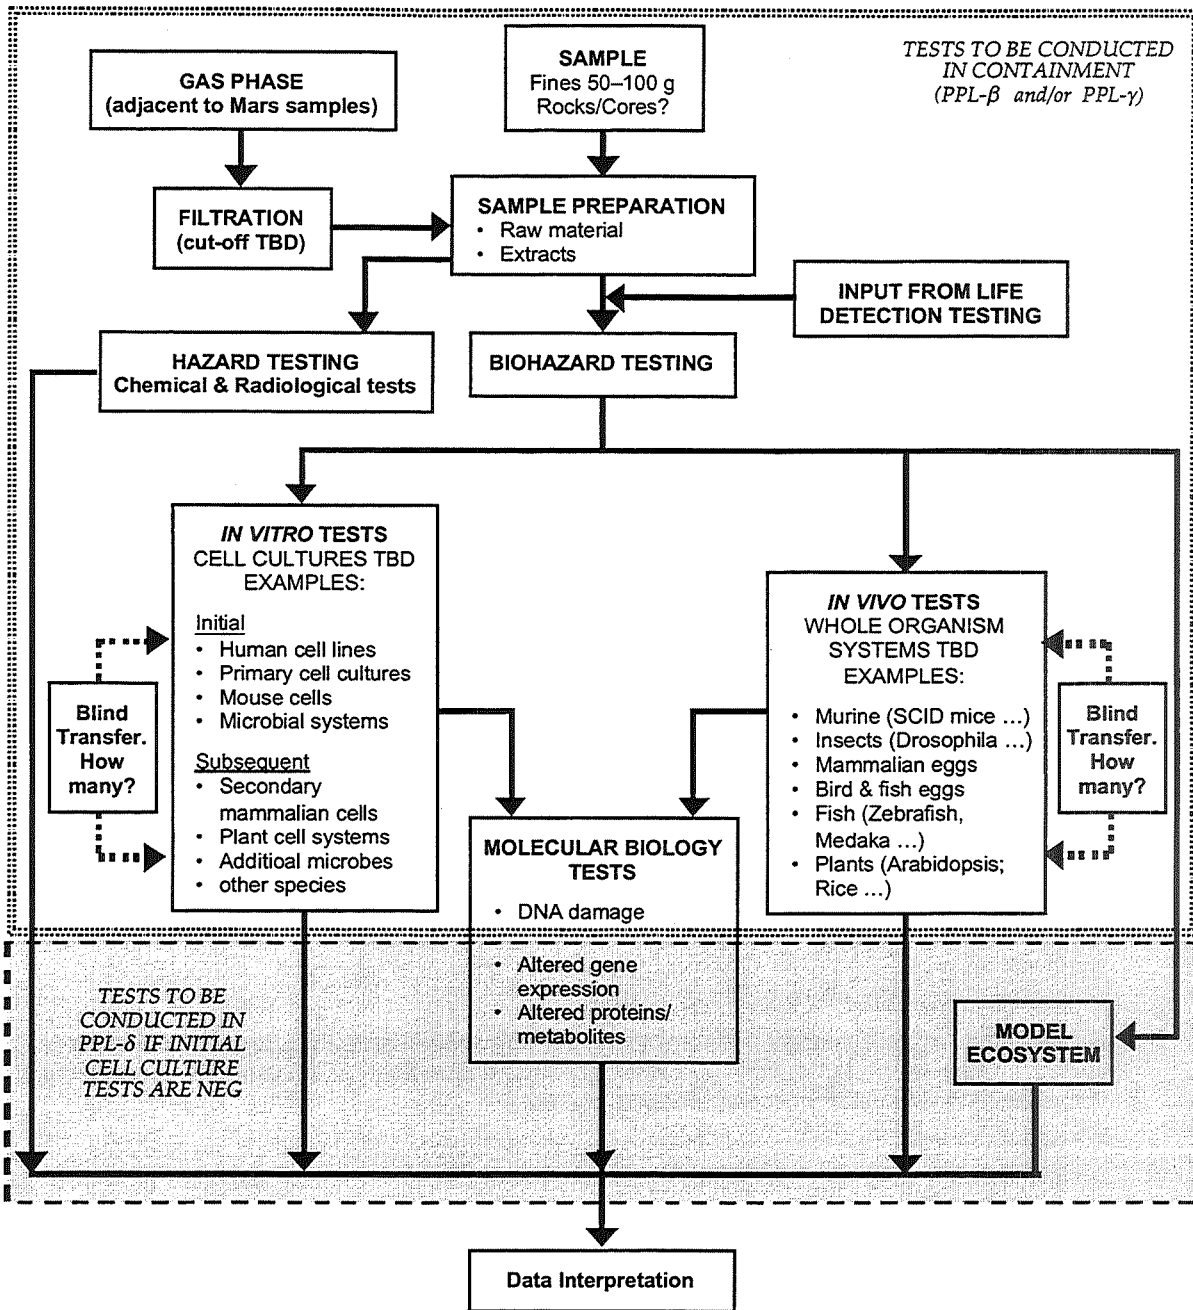 TESTS TO BE CONDUCTED
IN CONTAINMENT
(PPL-β and/or PPL-γ)
GAS PHASE
(adjacent to Mars samples)
SAMPLE
Fines 50–100 g
Rocks/Cores?
FILTRATION
(cut-off TBD)
SAMPLE PREPARATION
• Raw material
• Extracts
INPUT FROM LIFE
DETECTION TESTING
HAZARD TESTING
Chemical & Radiological tests
BIOHAZARD TESTING
IN VITRO TESTS
CELL CULTURES TBD
EXAMPLES:
Initial
• Human cell lines
• Primary cell cultures
• Mouse cells
• Microbial systems
Subsequent
• Secondary
mammalian cells
• Plant cell systems
• Additioal microbes
• other species
Blind
Transfer.
How
many?
IN VIVO TESTS
WHOLE ORGANISM
SYSTEMS TBD
EXAMPLES:
• Murine (SCID mice ...)
• Insects (Drosophila ...)
• Mammalian eggs
• Bird & fish eggs
• Fish (Zebrafish,
Medaka ...)
• Plants (Arabidopsis;
Rice ...)
Blind
Transfer.
How
many?
MOLECULAR BIOLOGY
TESTS
• DNA damage
• Altered gene
expression
• Altered proteins/
metabolites
TESTS TO BE
CONDUCTED IN
PPL-δ IF INITIAL
CELL CULTURE
TESTS ARE NEG
MODEL
ECOSYSTEM
Data Interpretation